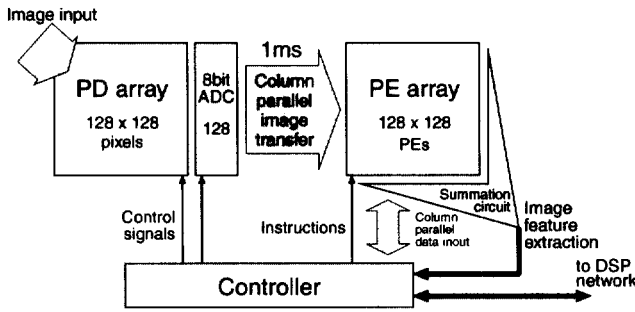 Image input
PD array
128 x 128
pixels
8bit
ADC
128
1ms
Column
parallel
image
transfer
PE array
128 x 128
PEs
Summation
circuit
Image
feature
extraction
Control
signals
Instructions
Column
parallel
data inout
to DSP
network
Controller